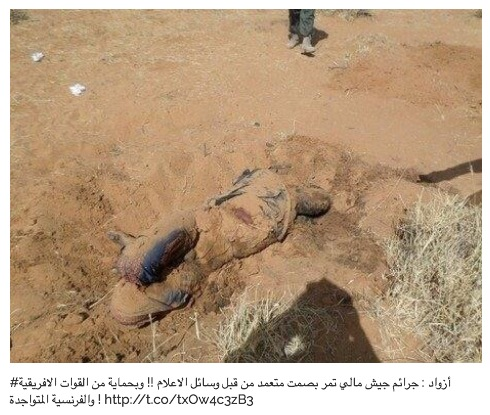 #أزواد : جرائم جيش مالي تمر بصمت متعمد من قبل وسائل الاعلام !! وبحماية من القوات الافريقية
والفرنسية المتواجدة ! http://t.co/txOw4c3zB3